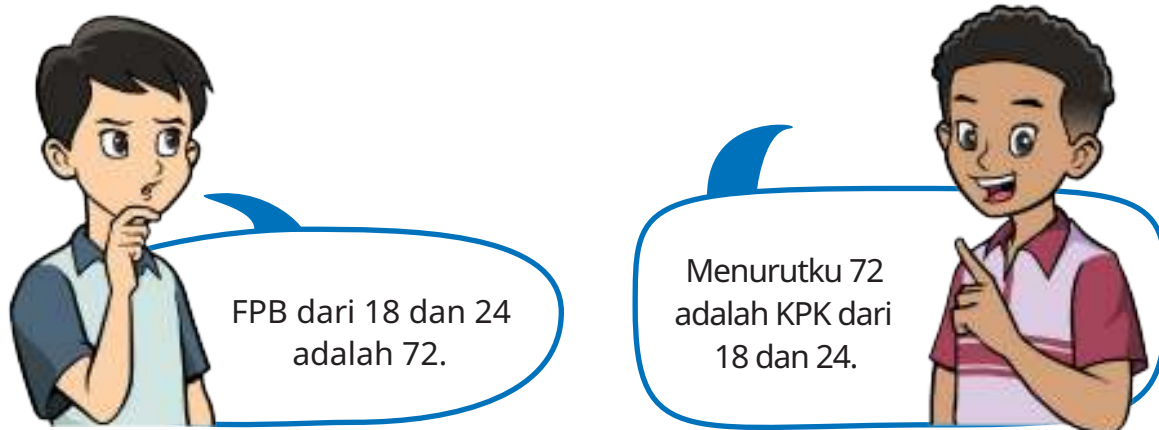 FPB dari 18 dan 24
adalah 72.
Menurutku 72
adalah KPK dari
18 dan 24.